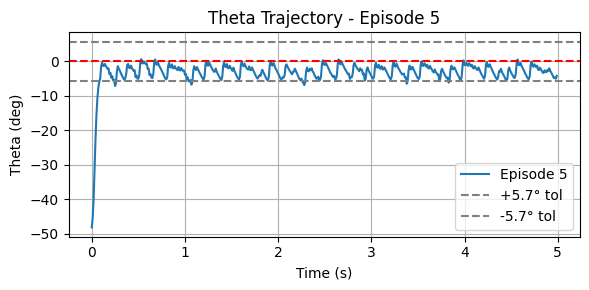 Theta Trajectory - Episode 5
Theta (deg)
0
−10
−20
−30
−40
−50
0
1
2
3
4
5
Time (s)
Episode 5
+5.7° tol
-5.7° tol